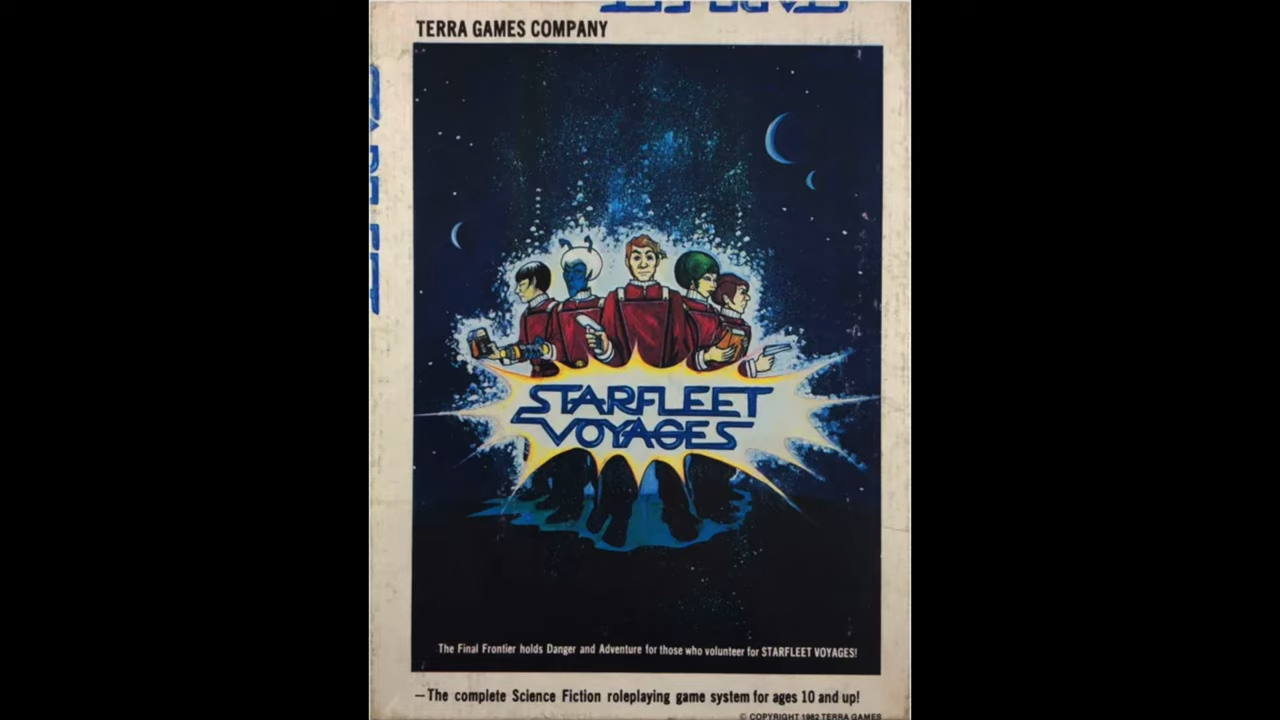 TERRA GAMES COMPANY
STARFLEET
VOYAGES
The Final Frontier holds Danger and Adventure for those who volunteer for STARFLEET VOYAGES!
—The complete Science Fiction roleplaying game system for ages 10 and up!
© COPYRIGHT 1982 TERRA GAMES